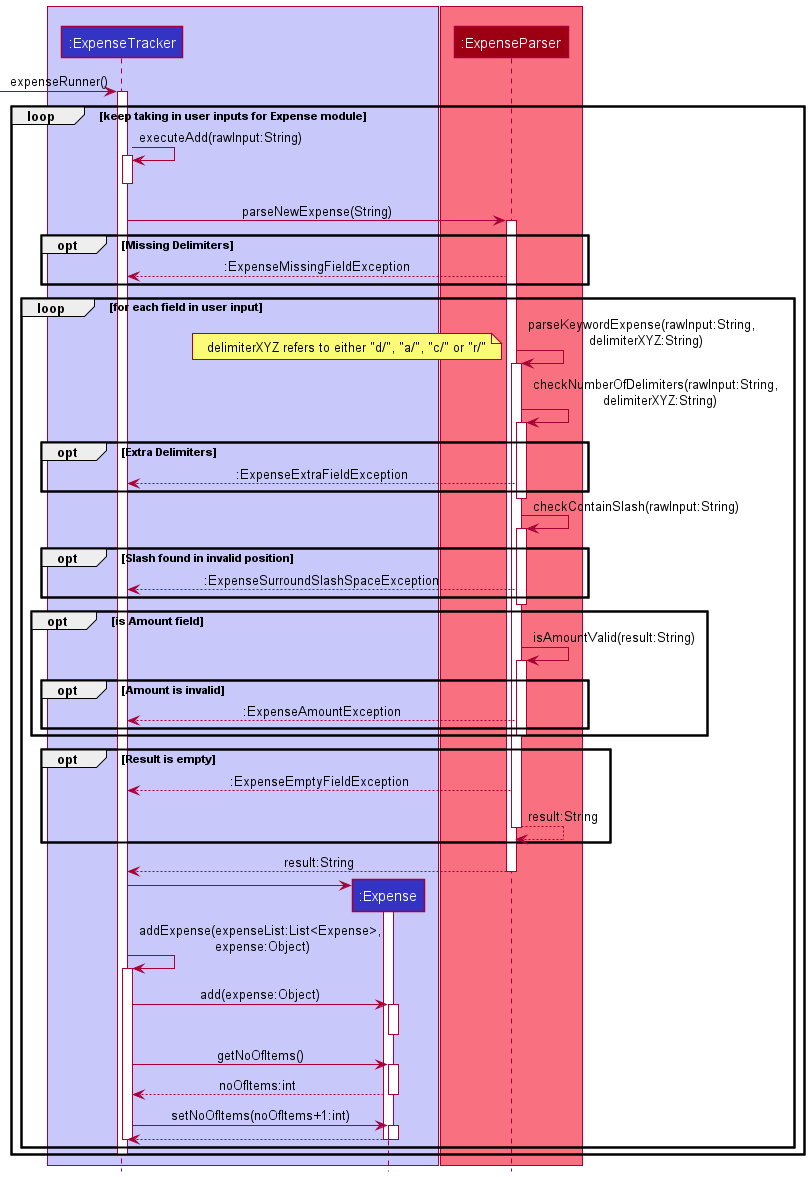 :ExpenseTracker
:ExpenseParser
expenseRunner()
loop
[keep taking in user inputs for Expense module]
executeAdd(rawInput:String)
parseNewExpense(String)
opt
[Missing Delimiters]
:ExpenseMissingFieldException
loop
[for each field in user input]
parseKeywordExpense(rawInput:String,
delimiterXYZ:String)
delimiterXYZ refers to either "d/", "a/", "c/" or "r/"
checkNumberOfDelimiters(rawInput:String,
delimiterXYZ:String)
opt
[Extra Delimiters]
:ExpenseExtraFieldException
checkContainSlash(rawInput:String)
opt
[Slash found in invalid position]
:ExpenseSurroundSlashSpaceException
opt
[is Amount field]
isAmountValid(result:String)
opt
[Amount is invalid]
:ExpenseAmountException
opt
[Result is empty]
:ExpenseEmptyFieldException
result:String
result:String
:Expense
addExpense(expenseList:List<Expense>,
expense:Object)
add(expense:Object)
getNoOfItems()
noOfItems:int
setNoOfItems(noOfItems+1:int)